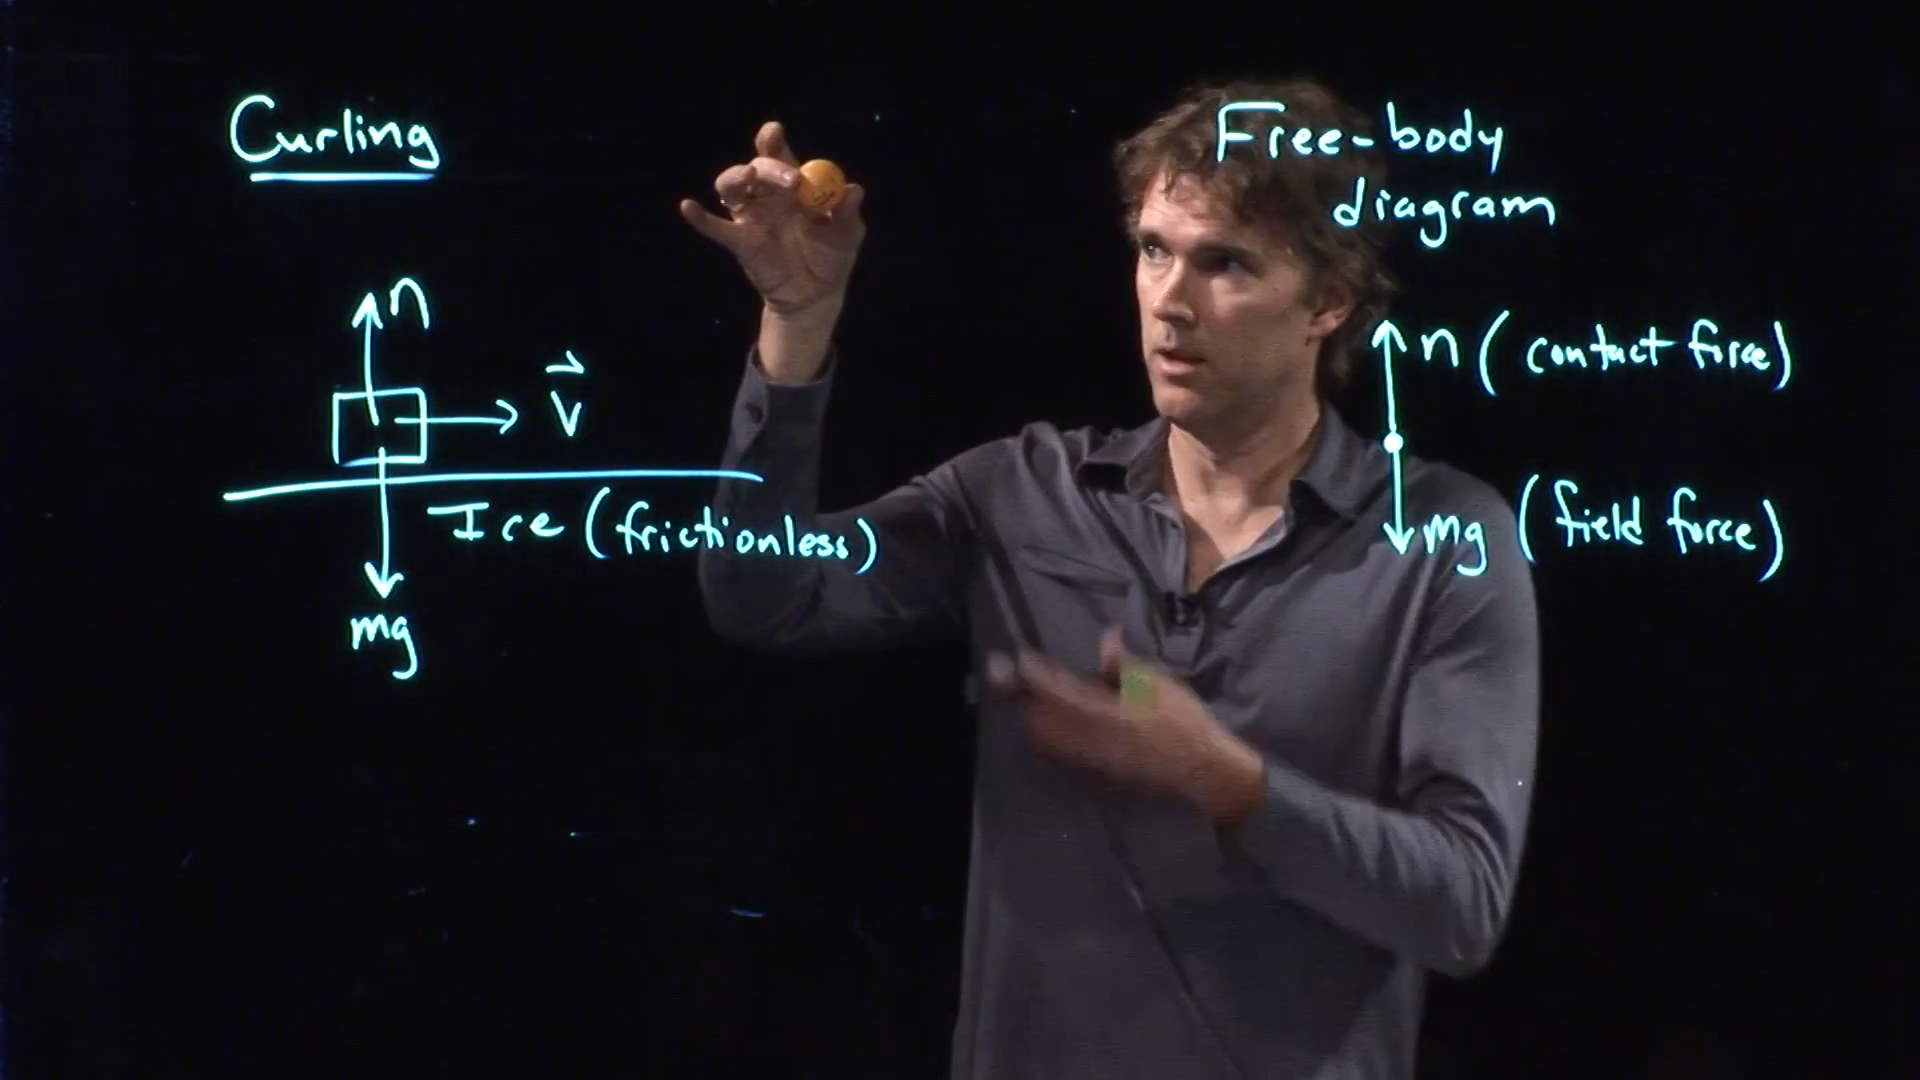 Curling
n
v
Ice (frictionless)
mg
Free-body
diagram
n (contact force)
mg (field force)